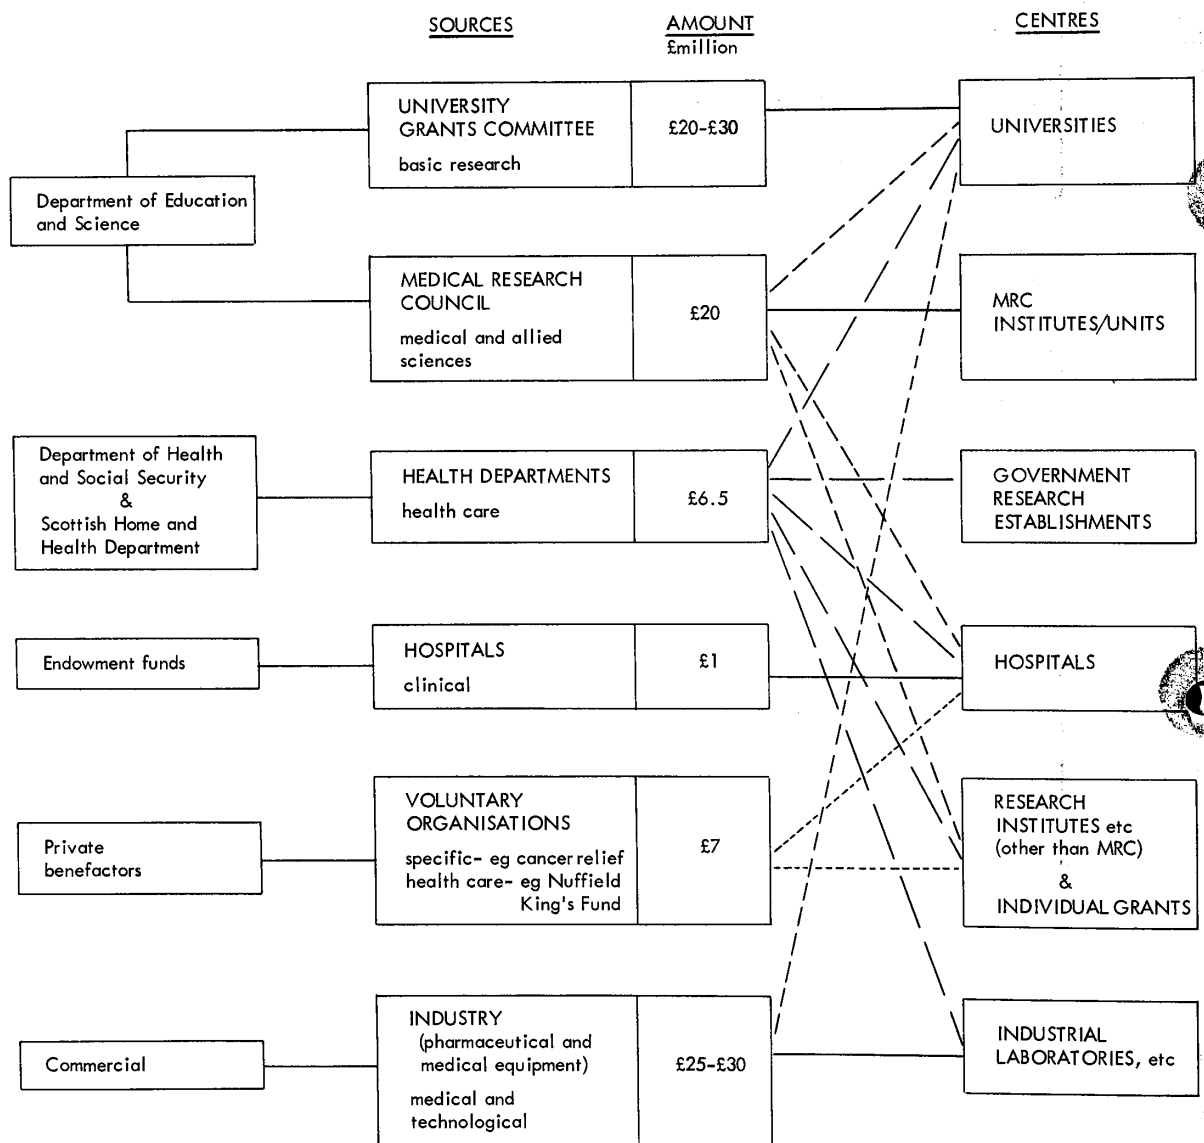 SOURCES
AMOUNT
£million
CENTRES
Department of Education
and Science
UNIVERSITY
GRANTS COMMITTEE
basic research
£20-£30
UNIVERSITIES
MEDICAL RESEARCH
COUNCIL
medical and allied
sciences
£20
MRC
INSTITUTES/UNITS
Department of Health
and Social Security
&
Scottish Home and
Health Department
HEALTH DEPARTMENTS
health care
£6.5
GOVERNMENT
RESEARCH
ESTABLISHMENTS
Endowment funds
HOSPITALS
clinical
£1
HOSPITALS
Private
benefactors
VOLUNTARY
ORGANISATIONS
specific- eg cancer relief
health care- eg Nuffield
King's Fund
£7
RESEARCH
INSTITUTES etc
(other than MRC)
&
INDIVIDUAL GRANTS
Commercial
INDUSTRY
(pharmaceutical and
medical equipment)
medical and
technological
£25-£30
INDUSTRIAL
LABORATORIES, etc